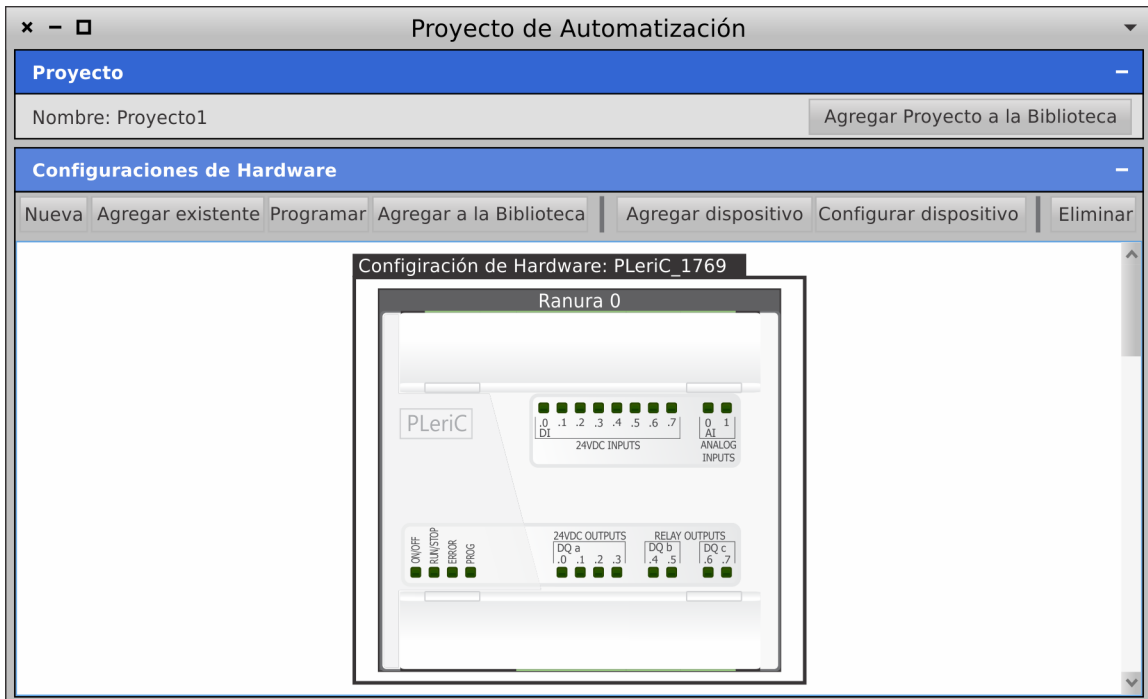 Proyecto de Automatización
Proyecto
Nombre: Proyecto1 Agregar Proyecto a la Biblioteca
Configuraciones de Hardware
Nueva Agregar existente Programar Agregar a la Biblioteca Agregar dispositivo Configurar dispositivo Eliminar
Configiración de Hardware: PLeriC_1769
Ranura 0
PLeriC
.0 .1 .2 .3 .4 .5 .6 .7 0 1
DI AI
24VDC INPUTS ANALOG
INPUTS
ON/OFF
RUN/STOP
ERROR
PROG
24VDC OUTPUTS RELAY OUTPUTS
DQ a DQ b DQ c
.0 .1 .2 .3 .4 .5 .6 .7